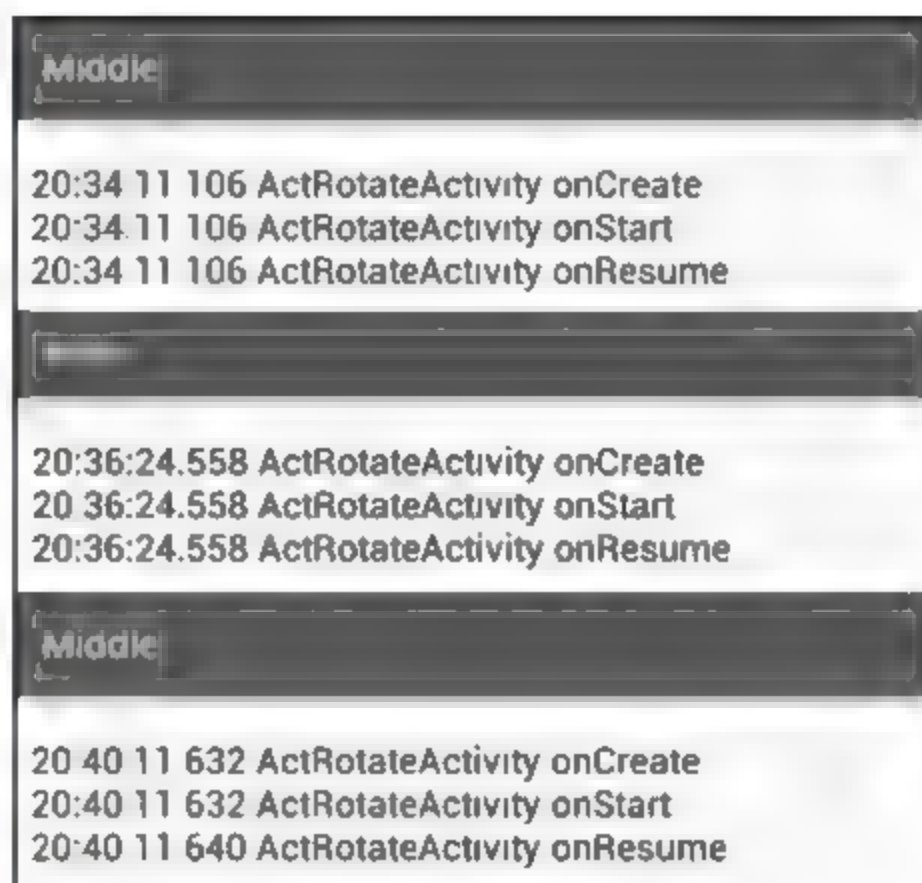 Middle
20:34 11 106 ActRotateActivity onCreate
20:34.11 106 ActRotateActivity onStart
20:34 11 106 ActRotateActivity onResume
20:36:24.558 ActRotateActivity onCreate
20 36:24.558 ActRotateActivity onStart
20:36:24.558 ActRotateActivity onResume
Middle
20 40 11 632 ActRotateActivity onCreate
20:40 11 632 ActRotateActivity onStart
20:40 11 640 ActRotateActivity onResume